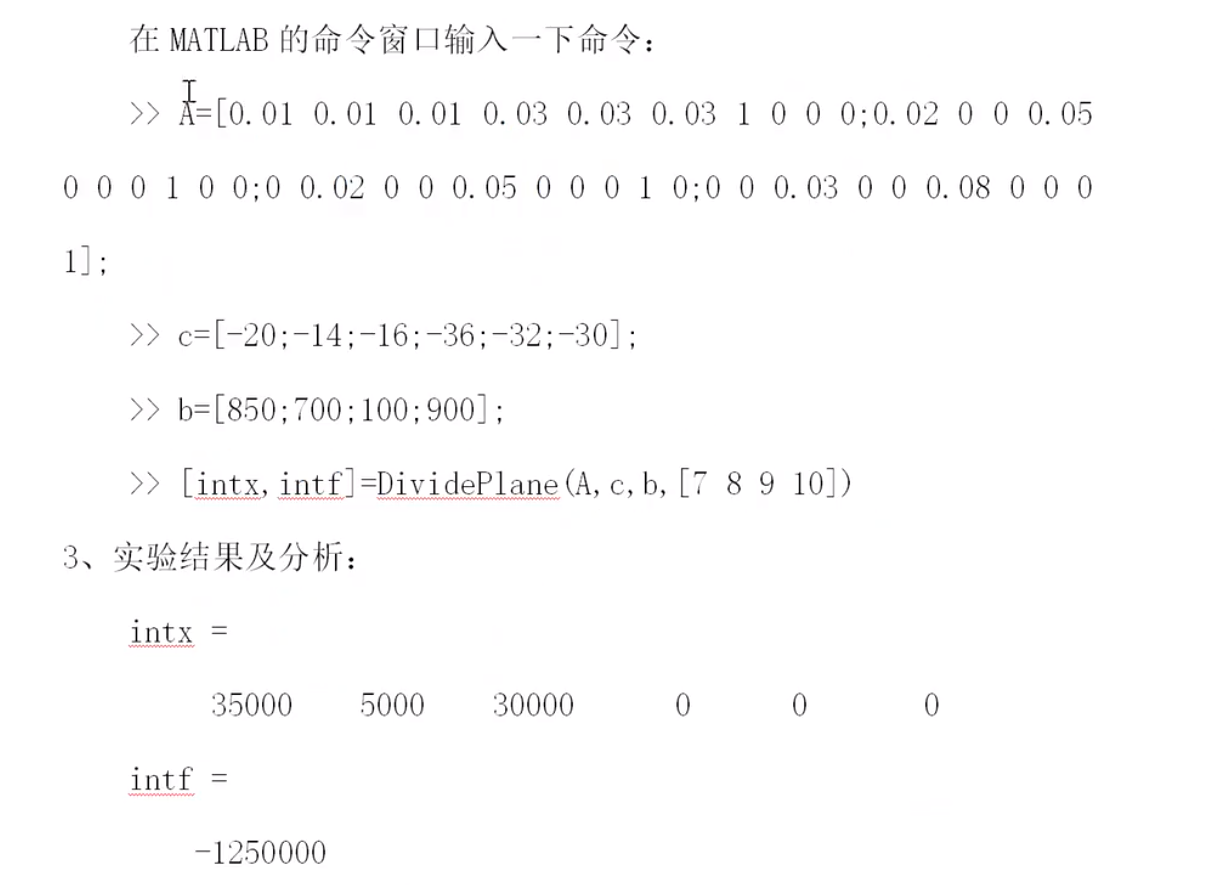 在 MATLAB 的命令窗口输入一下命令：
>> A=[0.01 0.01 0.01 0.03 0.03 0.03 1 0 0 0;0.02 0 0 0.05
0 0 0 1 0 0;0 0.02 0 0 0.05 0 0 0 1 0;0 0 0.03 0 0 0.08 0 0 0
1];
>> c=[-20;-14;-16;-36;-32;-30];
>> b=[850;700;100;900];
>> [intx,intf]=DividePlane(A,c,b,[7 8 9 10])
3、实验结果及分析：
intx =
35000 5000 30000 0 0 0
intf =
-1250000